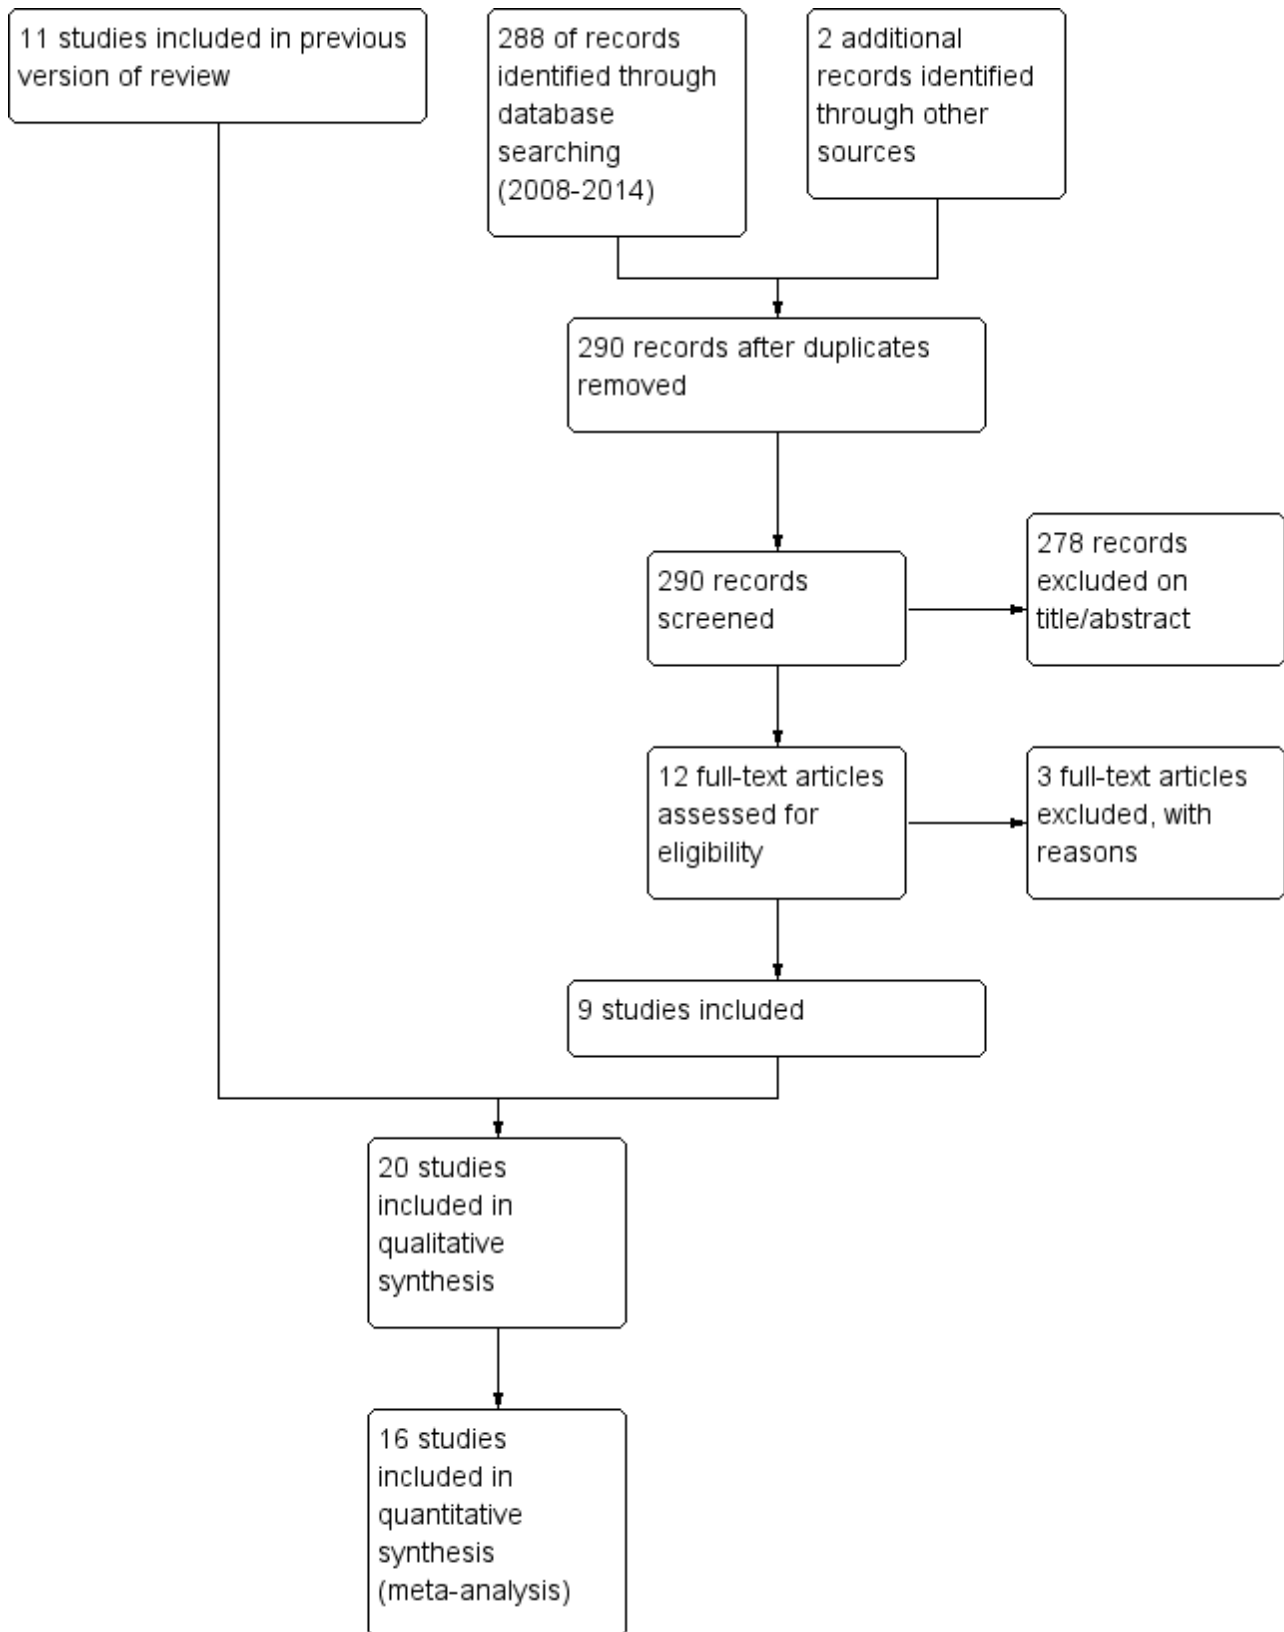 11 studies included in previous
version of review
288 of records
identified through
database
searching
(2008-2014)
2 additional
records identified
through other
sources
290 records after duplicates
removed
290 records
screened
278 records
excluded on
title/abstract
12 full-text articles
assessed for
eligibility
3 full-text articles
excluded, with
reasons
9 studies included
20 studies
included in
qualitative
synthesis
16 studies
included in
quantitative
synthesis
(meta-analysis)